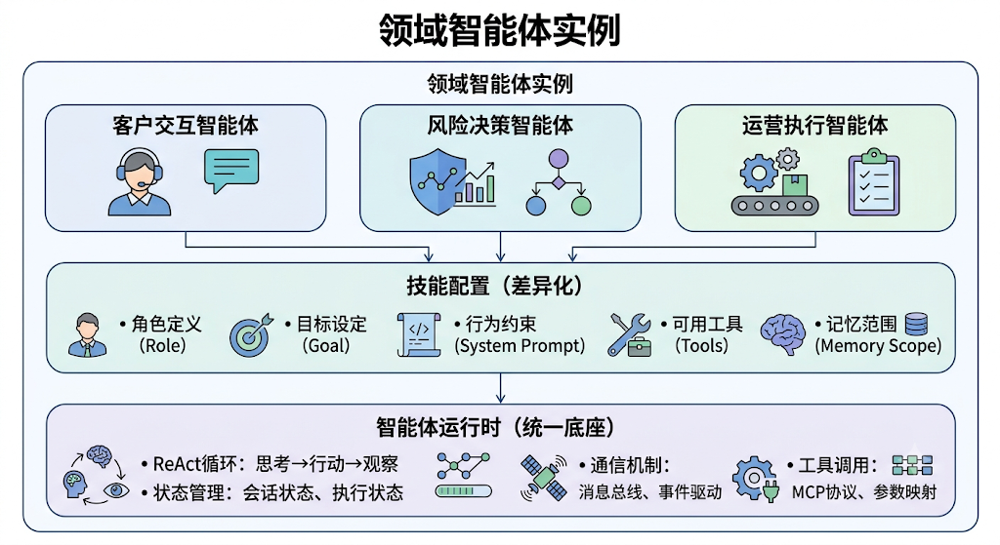 领域智能体实例
领域智能体实例
客户交互智能体
风险决策智能体
运营执行智能体
技能配置（差异化）
• 角色定义
（Role）
• 目标设定
（Goal）
</>
• 行为约束
(System Prompt)
• 可用工具
（Tools）
• 记忆范围
(Memory Scope)
智能体运行时（统一底座）
• ReAct循环：思考→行动→观察
• 状态管理：会话状态、执行状态
• 通信机制：
消息总线、事件驱动
• 工具调用：
MCP协议、参数映射